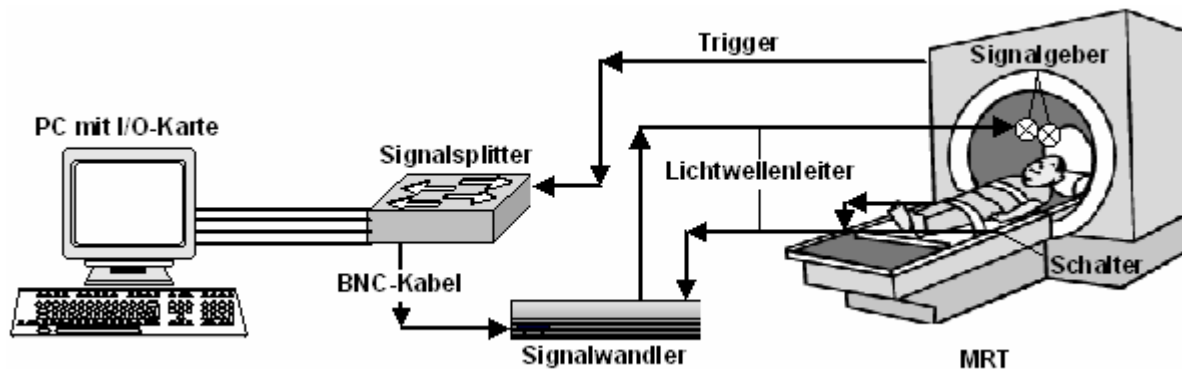 Trigger
Signalgeber
PC mit I/O-Karte
Signalsplitter
Lichtwellenleiter
BNC-Kabel
Schalter
Signalwandler
MRT